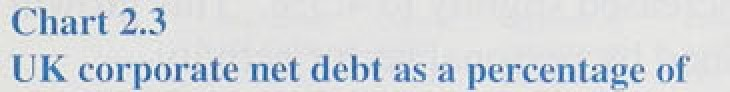 Chart 2.3
UK corporate net debt as a percentage of